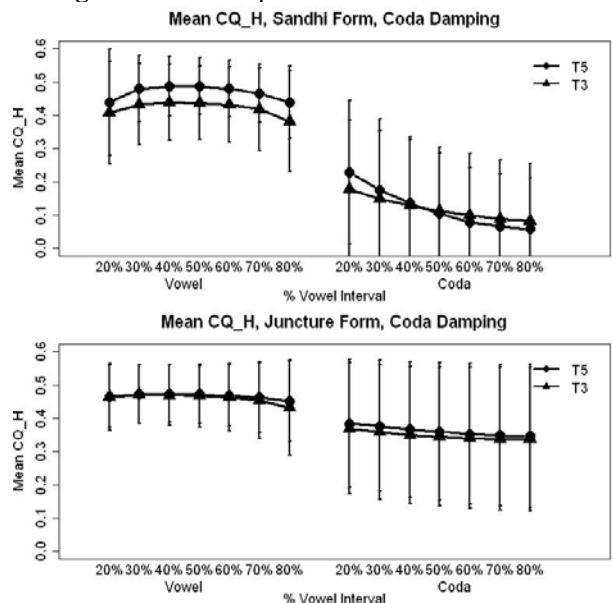 Mean CQ_H, Sandhi Form, Coda Damping
Mean CQ_H
0.6
0.5
0.4
0.3
0.2
0.1
0.0
T5
T3
20% 30% 40% 50% 60% 70% 80% 20% 30% 40% 50% 60% 70% 80%
Vowel Coda
% Vowel Interval
Mean CQ_H, Juncture Form, Coda Damping
Mean CQ_H
0.6
0.5
0.4
0.3
0.2
0.1
0.0
T5
T3
20% 30% 40% 50% 60% 70% 80% 20% 30% 40% 50% 60% 70% 80%
Vowel Coda
% Vowel Interval